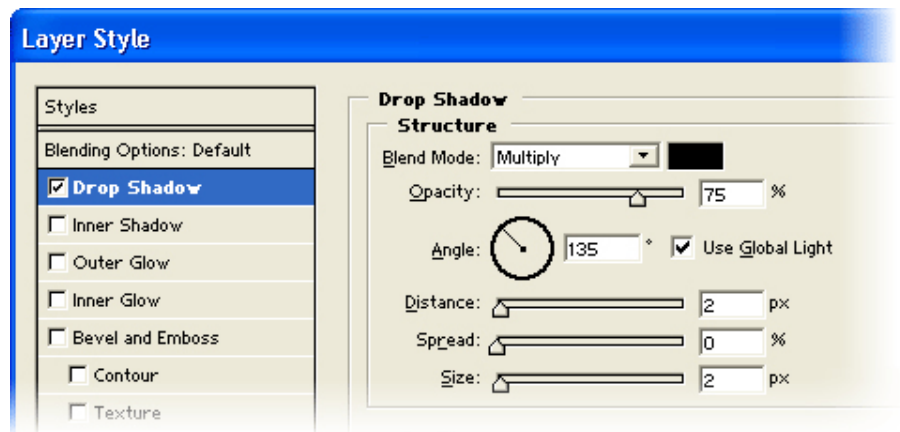 Layer Style
Styles
Blending Options: Default
Drop Shadow
Inner Shadow
Outer Glow
Inner Glow
Bevel and Emboss
Contour
Texture
Drop Shadow
Structure
Blend Mode: Multiply
Opacity: 75 %
Angle: 135 ° Use Global Light
Distance: 2 px
Spread: 0 %
Size: 2 px